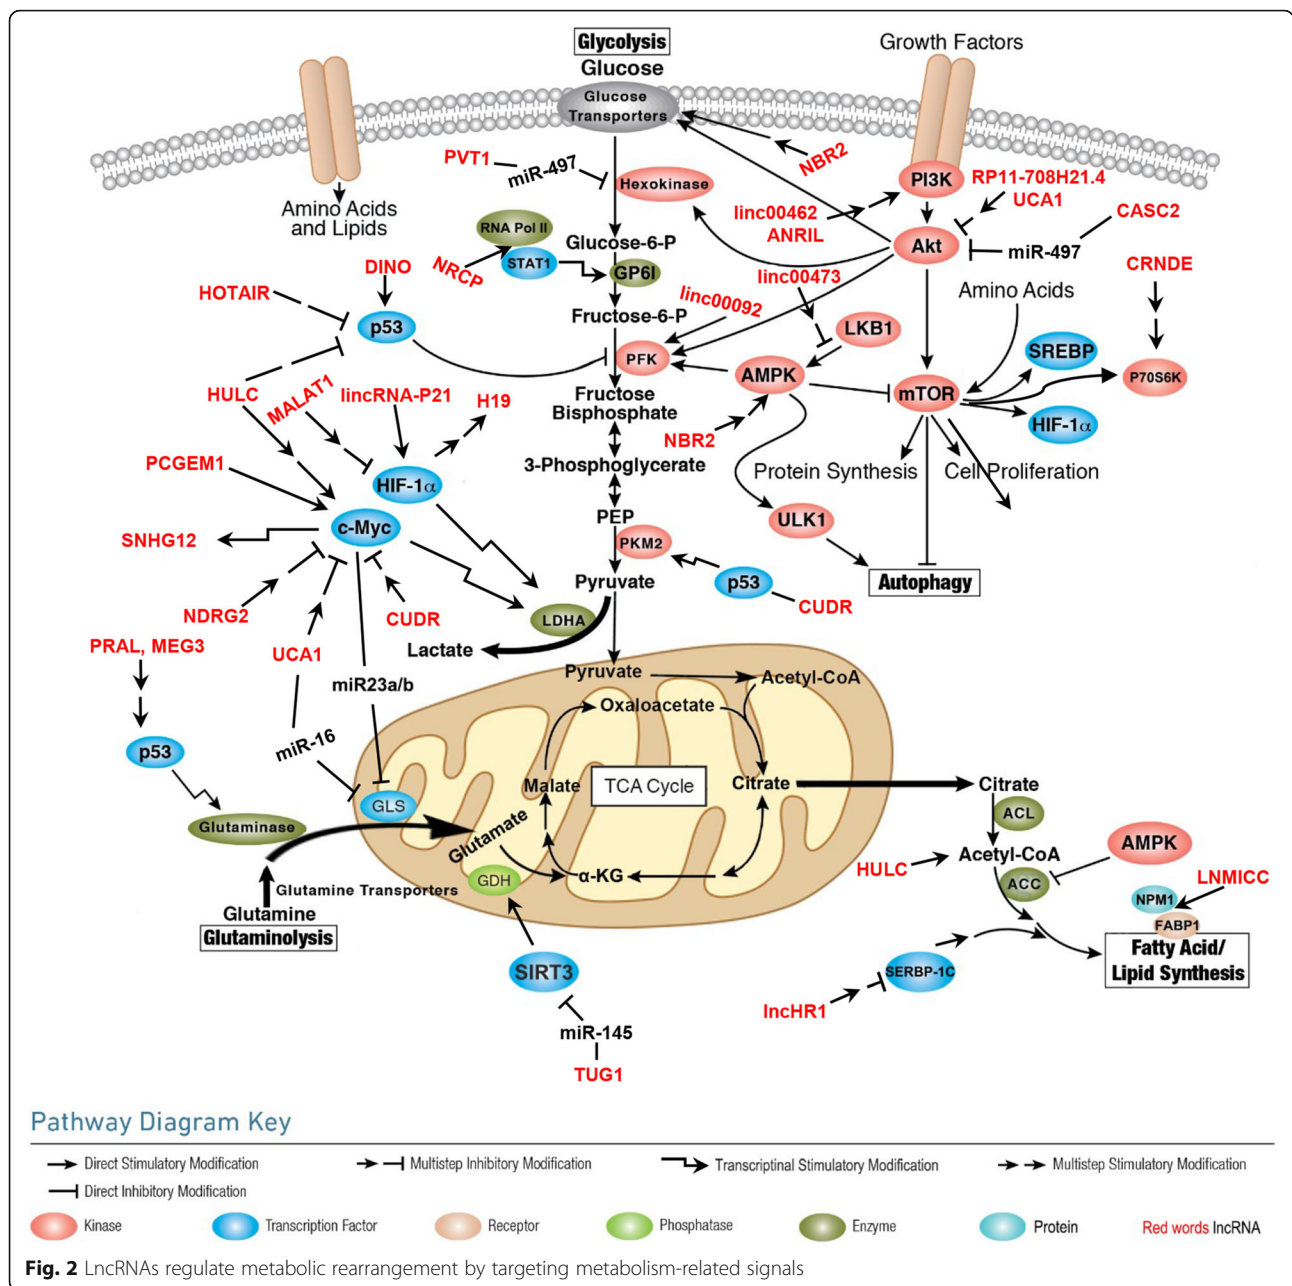 Glycolysis
Glucose
Glucose
Transporters
Growth Factors
PVT1
miR-497
Hexokinase
NBR2
PI3K
RP11-708H21.4
UCA1
linc00462
ANRIL
CASC2
Akt
miR-497
Amino Acids
and Lipids
RNA Pol II
STAT1
NRCP
Glucose-6-P
GP6I
DINO
HOTAIR
p53
linc00473
linc00092
Amino Acids
CRNDE
Fructose-6-P
LKB1
SREBP
PFK
AMPK
mTOR
P70S6K
HULC
MALAT1
lincRNA-P21
H19
Fructose
Bisphosphate
HIF-1α
NBR2
PCGEM1
HIF-1α
3-Phosphoglycerate
Protein Synthesis
Cell Proliferation
c-Myc
PEP
ULK1
SNHG12
PKM2
Pyruvate
p53
Autophagy
CUDR
NDRG2
CUDR
LDHA
Lactate
PRAL, MEG3
UCA1
miR23a/b
Pyruvate
Acetyl-CoA
Oxaloacetate
p53
miR-16
Malate
TCA Cycle
Citrate
Citrate
GLS
ACL
Glutaminase
Glutamate
AMPK
Acetyl-CoA
HULC
α-KG
GDH
ACC
LNMICC
Glutamine Transporters
NPM1
Glutamine
Glutaminolysis
FABP1
Fatty Acid/
Lipid Synthesis
SIRT3
SERBP-1C
lncHR1
miR-145
TUG1
Pathway Diagram Key
Direct Stimulatory Modification
Multistep Inhibitory Modification
Transcriptinal Stimulatory Modification
Multistep Stimulatory Modification
Direct Inhibitory Modification
Kinase
Transcription Factor
Receptor
Phosphatase
Enzyme
Protein
Red words lncRNA
Fig. 2 LncRNAs regulate metabolic rearrangement by targeting metabolism-related signals